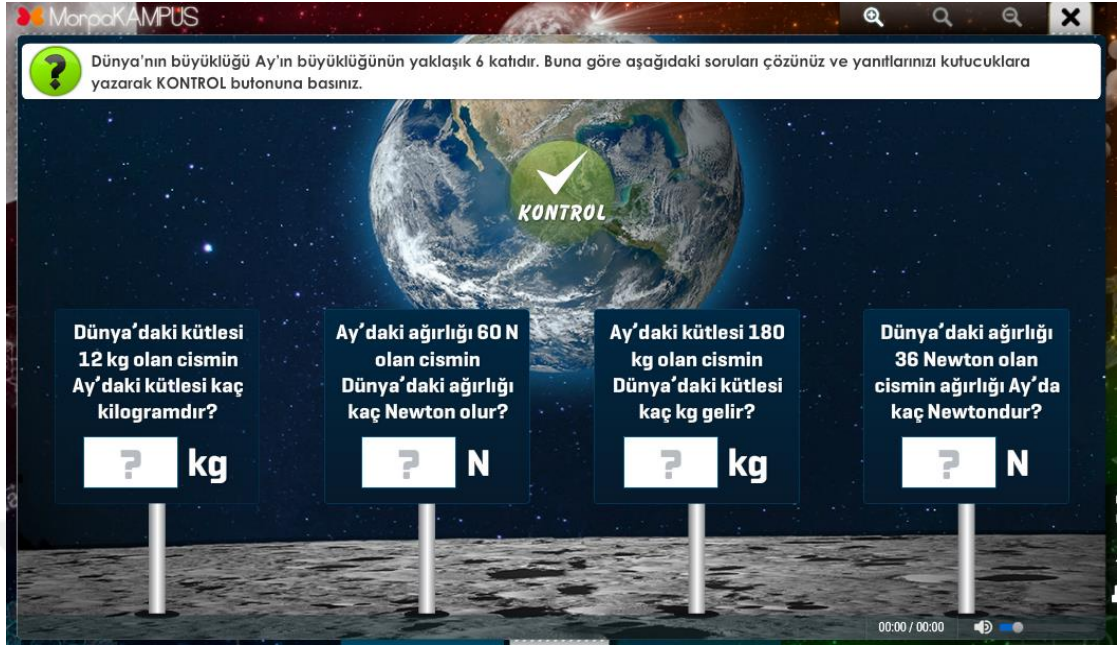 MorpaKAMPÜS
Dünya’nın büyüklüğü Ay’ın büyüklüğünün yaklaşık 6 katıdır. Buna göre aşağıdaki soruları çözünüz ve yanıtlarınızı kutucuklara
yazarak KONTROL butonuna basınız.
KONTROL
Dünya’daki kütlesi
12 kg olan cismin
Ay’daki kütlesi kaç
kilogramdır?
? kg
Ay’daki ağırlığı 60 N
olan cismin
Dünya’daki ağırlığı
kaç Newton olur?
? N
Ay’daki kütlesi 180
kg olan cismin
Dünya’daki kütlesi
kaç kg gelir?
? kg
Dünya’daki ağırlığı
36 Newton olan
cismin ağırlığı Ay’da
kaç Newtondur?
? N
00:00 / 00:00